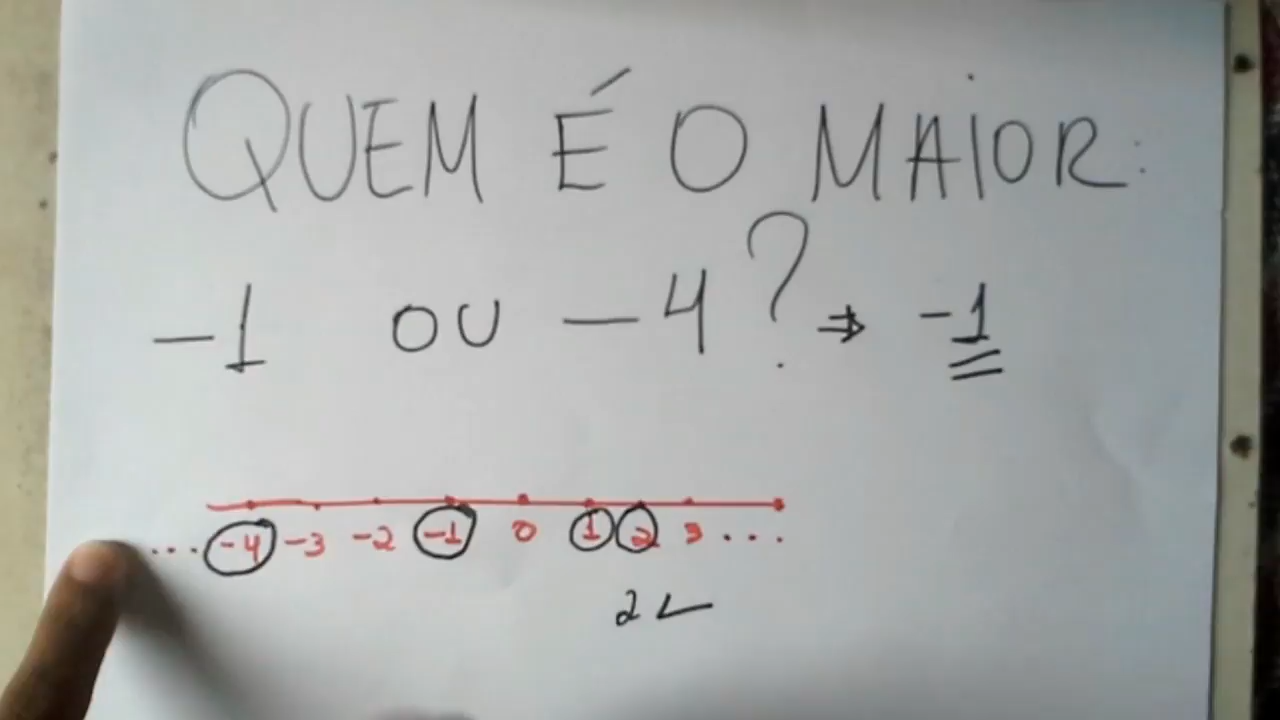 QUEM É O MAIOR:
-1 OU -4? ⇒ -1
... -4 -3 -2 -1 0 1 2 3 ...
2 ✓